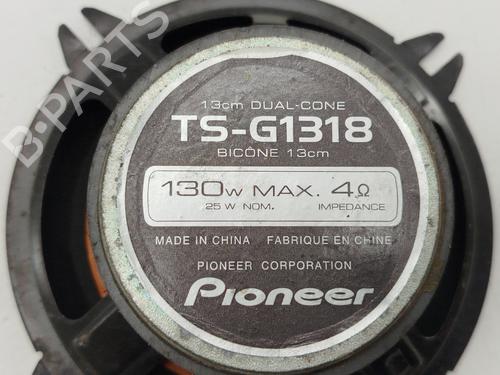 B-PARTS
13cm DUAL-CONE
TS-G1318
BICÔNE 13cm
130W MAX. 4Ω
25 W NOM. IMPEDANCE
MADE IN CHINA FABRIQUE EN CHINE
PIONEER CORPORATION
Pioneer